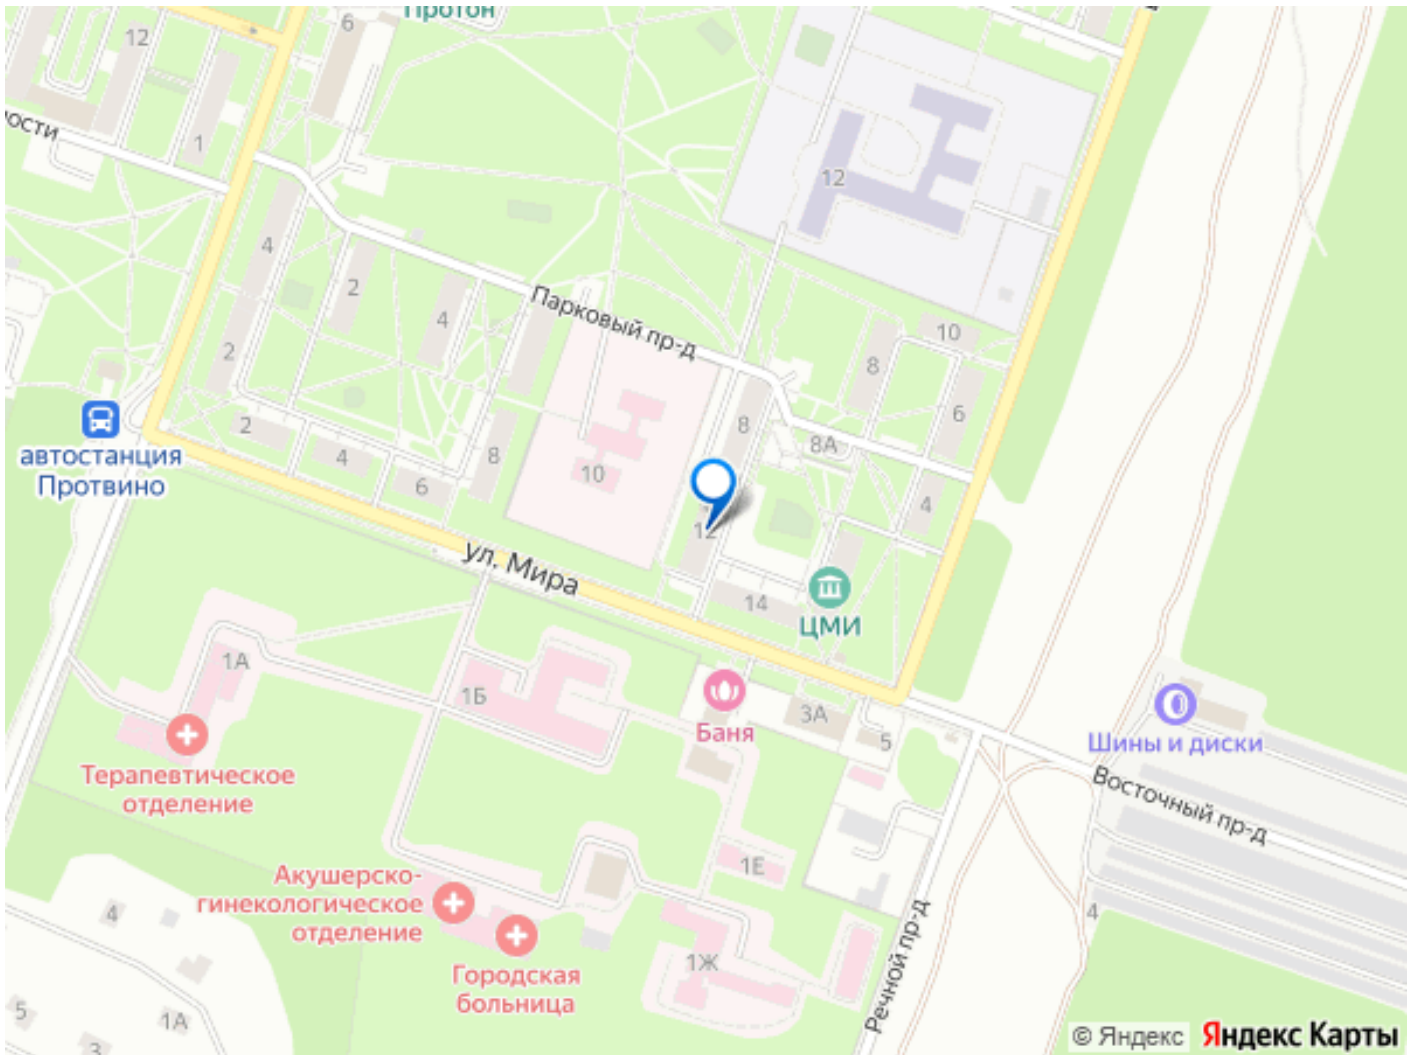 Протон
6
12
1
ости
12
4
2
Парковый пр-д
4
10
2
8
6
2
8
8А
4
8
автостанция
Протвино
6
10
4
12
ул. Мира
14
ЦМИ
1А
1Б
Баня
3А
5
Шины и диски
Терапевтическое
отделение
Восточный пр-д
1Е
Акушерско-
гинекологическое
отделение
4
4
Городская
больница
1Ж
Речной пр-д
5
1А
3
© Яндекс Яндекс Карты